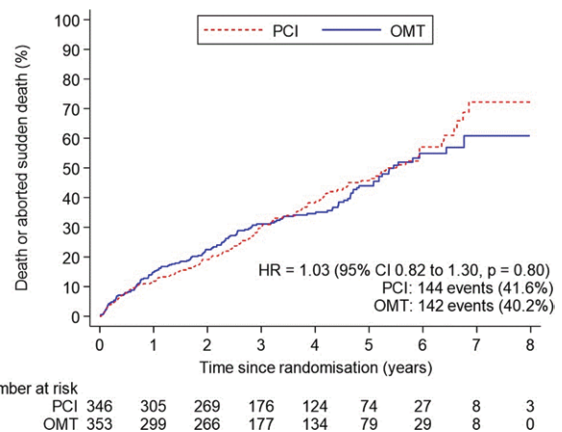 PCI OMT
Death or aborted sudden death (%)
100
90
80
70
60
50
40
30
20
10
0
HR = 1.03 (95% CI 0.82 to 1.30, p = 0.80)
PCI: 144 events (41.6%)
OMT: 142 events (40.2%)
0 1 2 3 4 5 6 7 8
Time since randomisation (years)
mber at risk
PCI 346 305 269 176 124 74 27 8 3
OMT 353 299 266 177 134 79 29 8 0